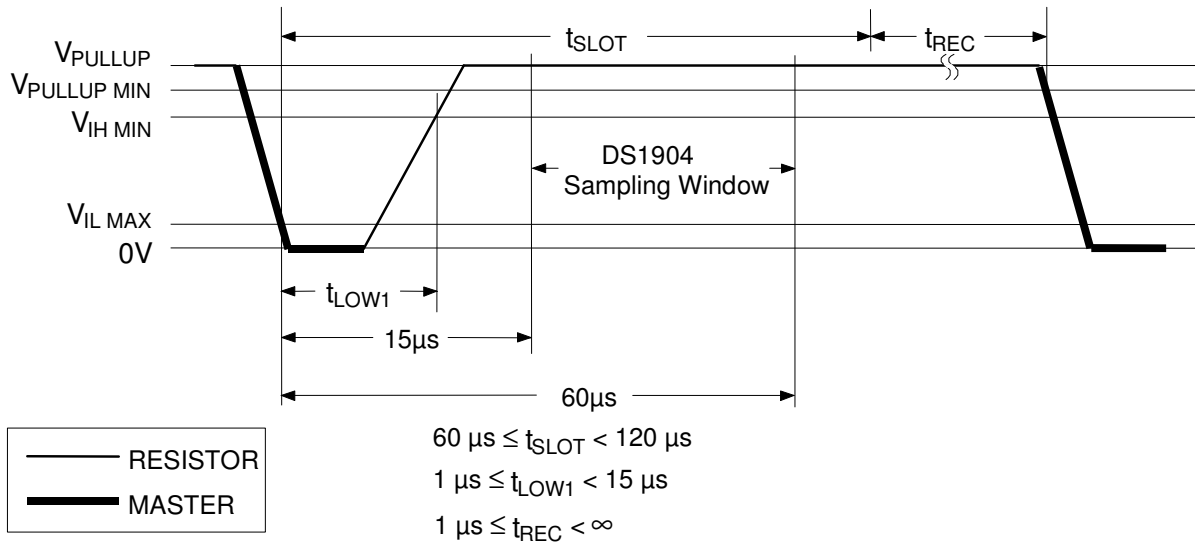 tSLOT
tREC
VPULLUP
VPULLUP MIN
VIH MIN
DS1904
Sampling Window
VIL MAX
0V
tLOW1
15µs
60µs
60 µs ≤ tSLOT < 120 µs
1 µs ≤ tLOW1 < 15 µs
1 µs ≤ tREC < ∞
RESISTOR
MASTER